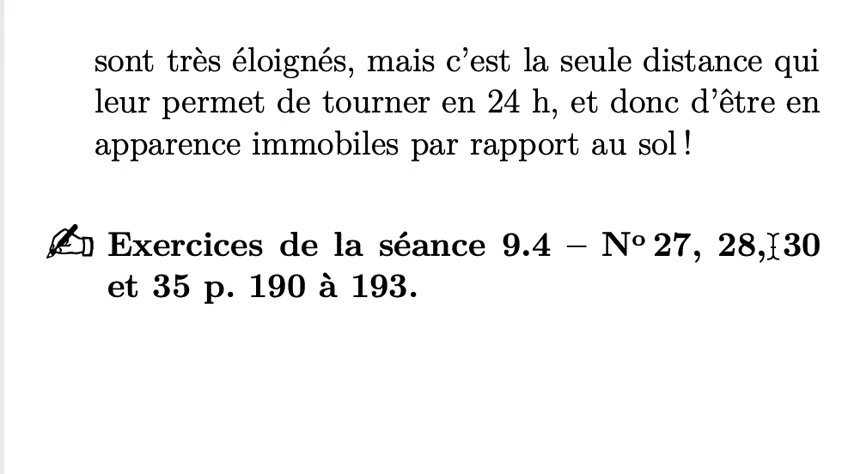 sont très éloignés, mais c'est la seule distance qui
leur permet de tourner en 24 h, et donc d'être en
apparence immobiles par rapport au sol !
✍ Exercices de la séance 9.4 – Nº 27, 28, 30
et 35 p. 190 à 193.